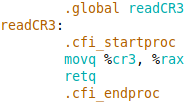 .global readCR3
readCR3:
.cfi_startproc
movq %cr3, %rax
retq
.cfi_endproc